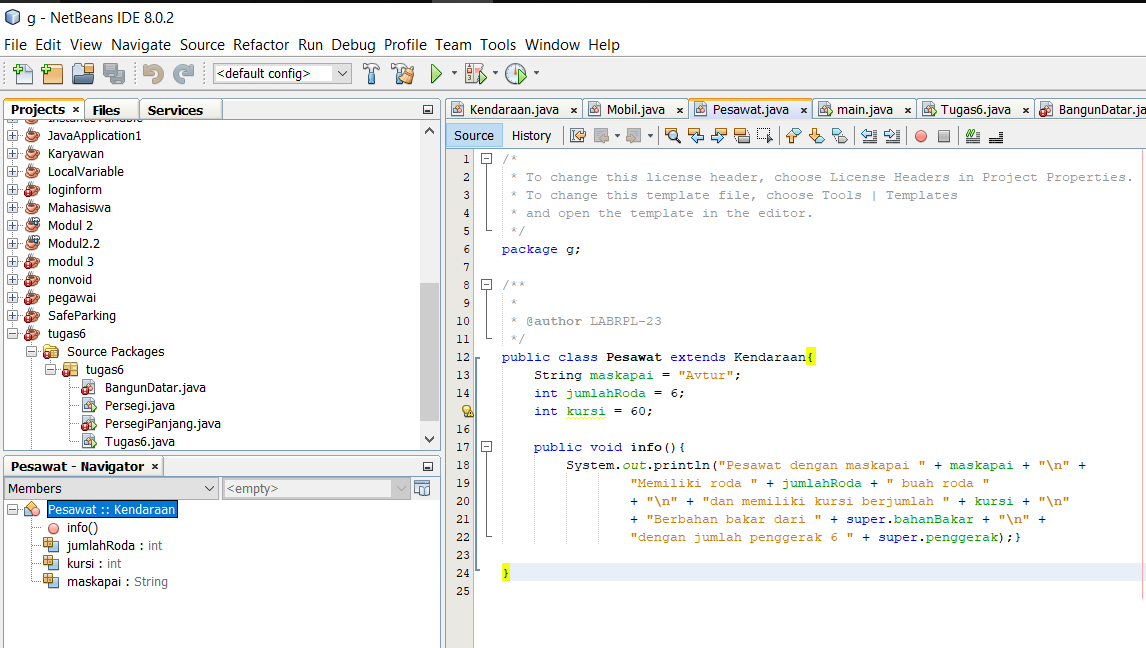 g - NetBeans IDE 8.0.2
File Edit View Navigate Source Refactor Run Debug Profile Team Tools Window Help
<default config>
Projects × Files Services
InstanceVariable
JavaApplication1
Karyawan
LocalVariable
loginform
Mahasiswa
Modul 2
Modul2.2
modul 3
nonvoid
pegawai
SafeParking
tugas6
Source Packages
tugas6
BangunDatar.java
Persegi.java
PersegiPanjang.java
Tugas6.java
Pesawat - Navigator ×
Members <empty>
Pesawat :: Kendaraan
info()
jumlahRoda : int
kursi : int
maskapai : String
Kendaraan.java × Mobil.java × Pesawat.java × main.java × Tugas6.java × BangunDatar.ja
Source History
1 /*
2 * To change this license header, choose License Headers in Project Properties.
3 * To change this template file, choose Tools | Templates
4 * and open the template in the editor.
5 */
6 package g;
7
8 /**
9 *
10 * @author LABRPL-23
11 */
12 public class Pesawat extends Kendaraan{
13 String maskapai = "Avtur";
14 int jumlahRoda = 6;
int kursi = 60;
16
17 public void info(){
18 System.out.println("Pesawat dengan maskapai " + maskapai + "\n" +
19 "Memiliki roda " + jumlahRoda + " buah roda "
20 + "\n" + "dan memiliki kursi berjumlah " + kursi + "\n"
21 + "Berbahan bakar dari " + super.bahanBakar + "\n" +
22 "dengan jumlah penggerak 6 " + super.penggerak);}
23
24 }
25